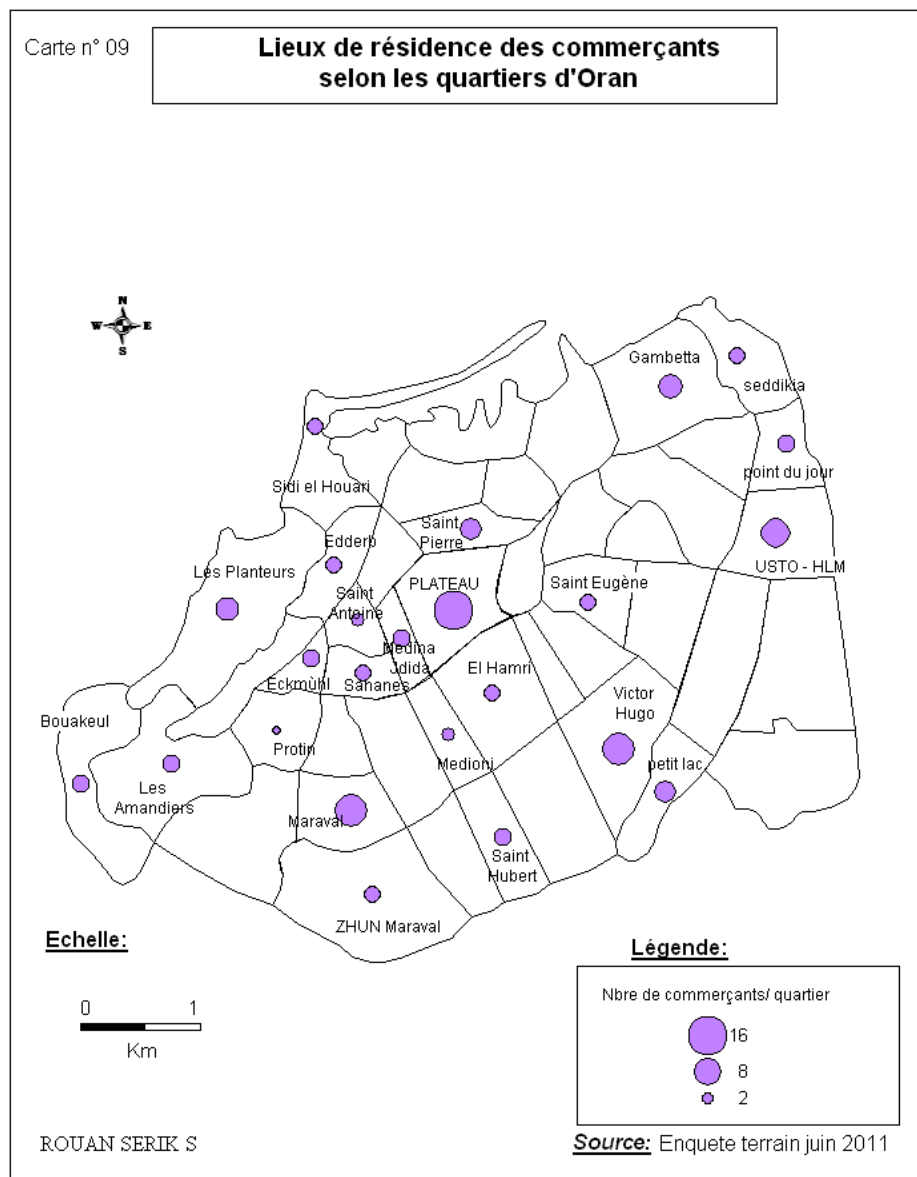 Carte n° 09
Lieux de résidence des commerçants
selon les quartiers d'Oran
N
W E
S
Gambetta
seddikia
point du jour
Sidi el Houari
Saint
Pierre
Edderb
USTO - HLM
Les Planteurs
PLATEAU
Saint Eugène
Saint
Antoine
Médina
Jdida
El Hamri
Eckmùhl
Sananes
Victor
Hugo
Bouakeul
Protin
Medioni
petit lac
Les
Amandiers
Maraval
Saint
Hubert
ZHUN Maraval
Echelle:
0 1
Km
Légende:
Nbre de commerçants/ quartier
16
8
2
ROUAN SERIK S
Source: Enquete terrain juin 2011